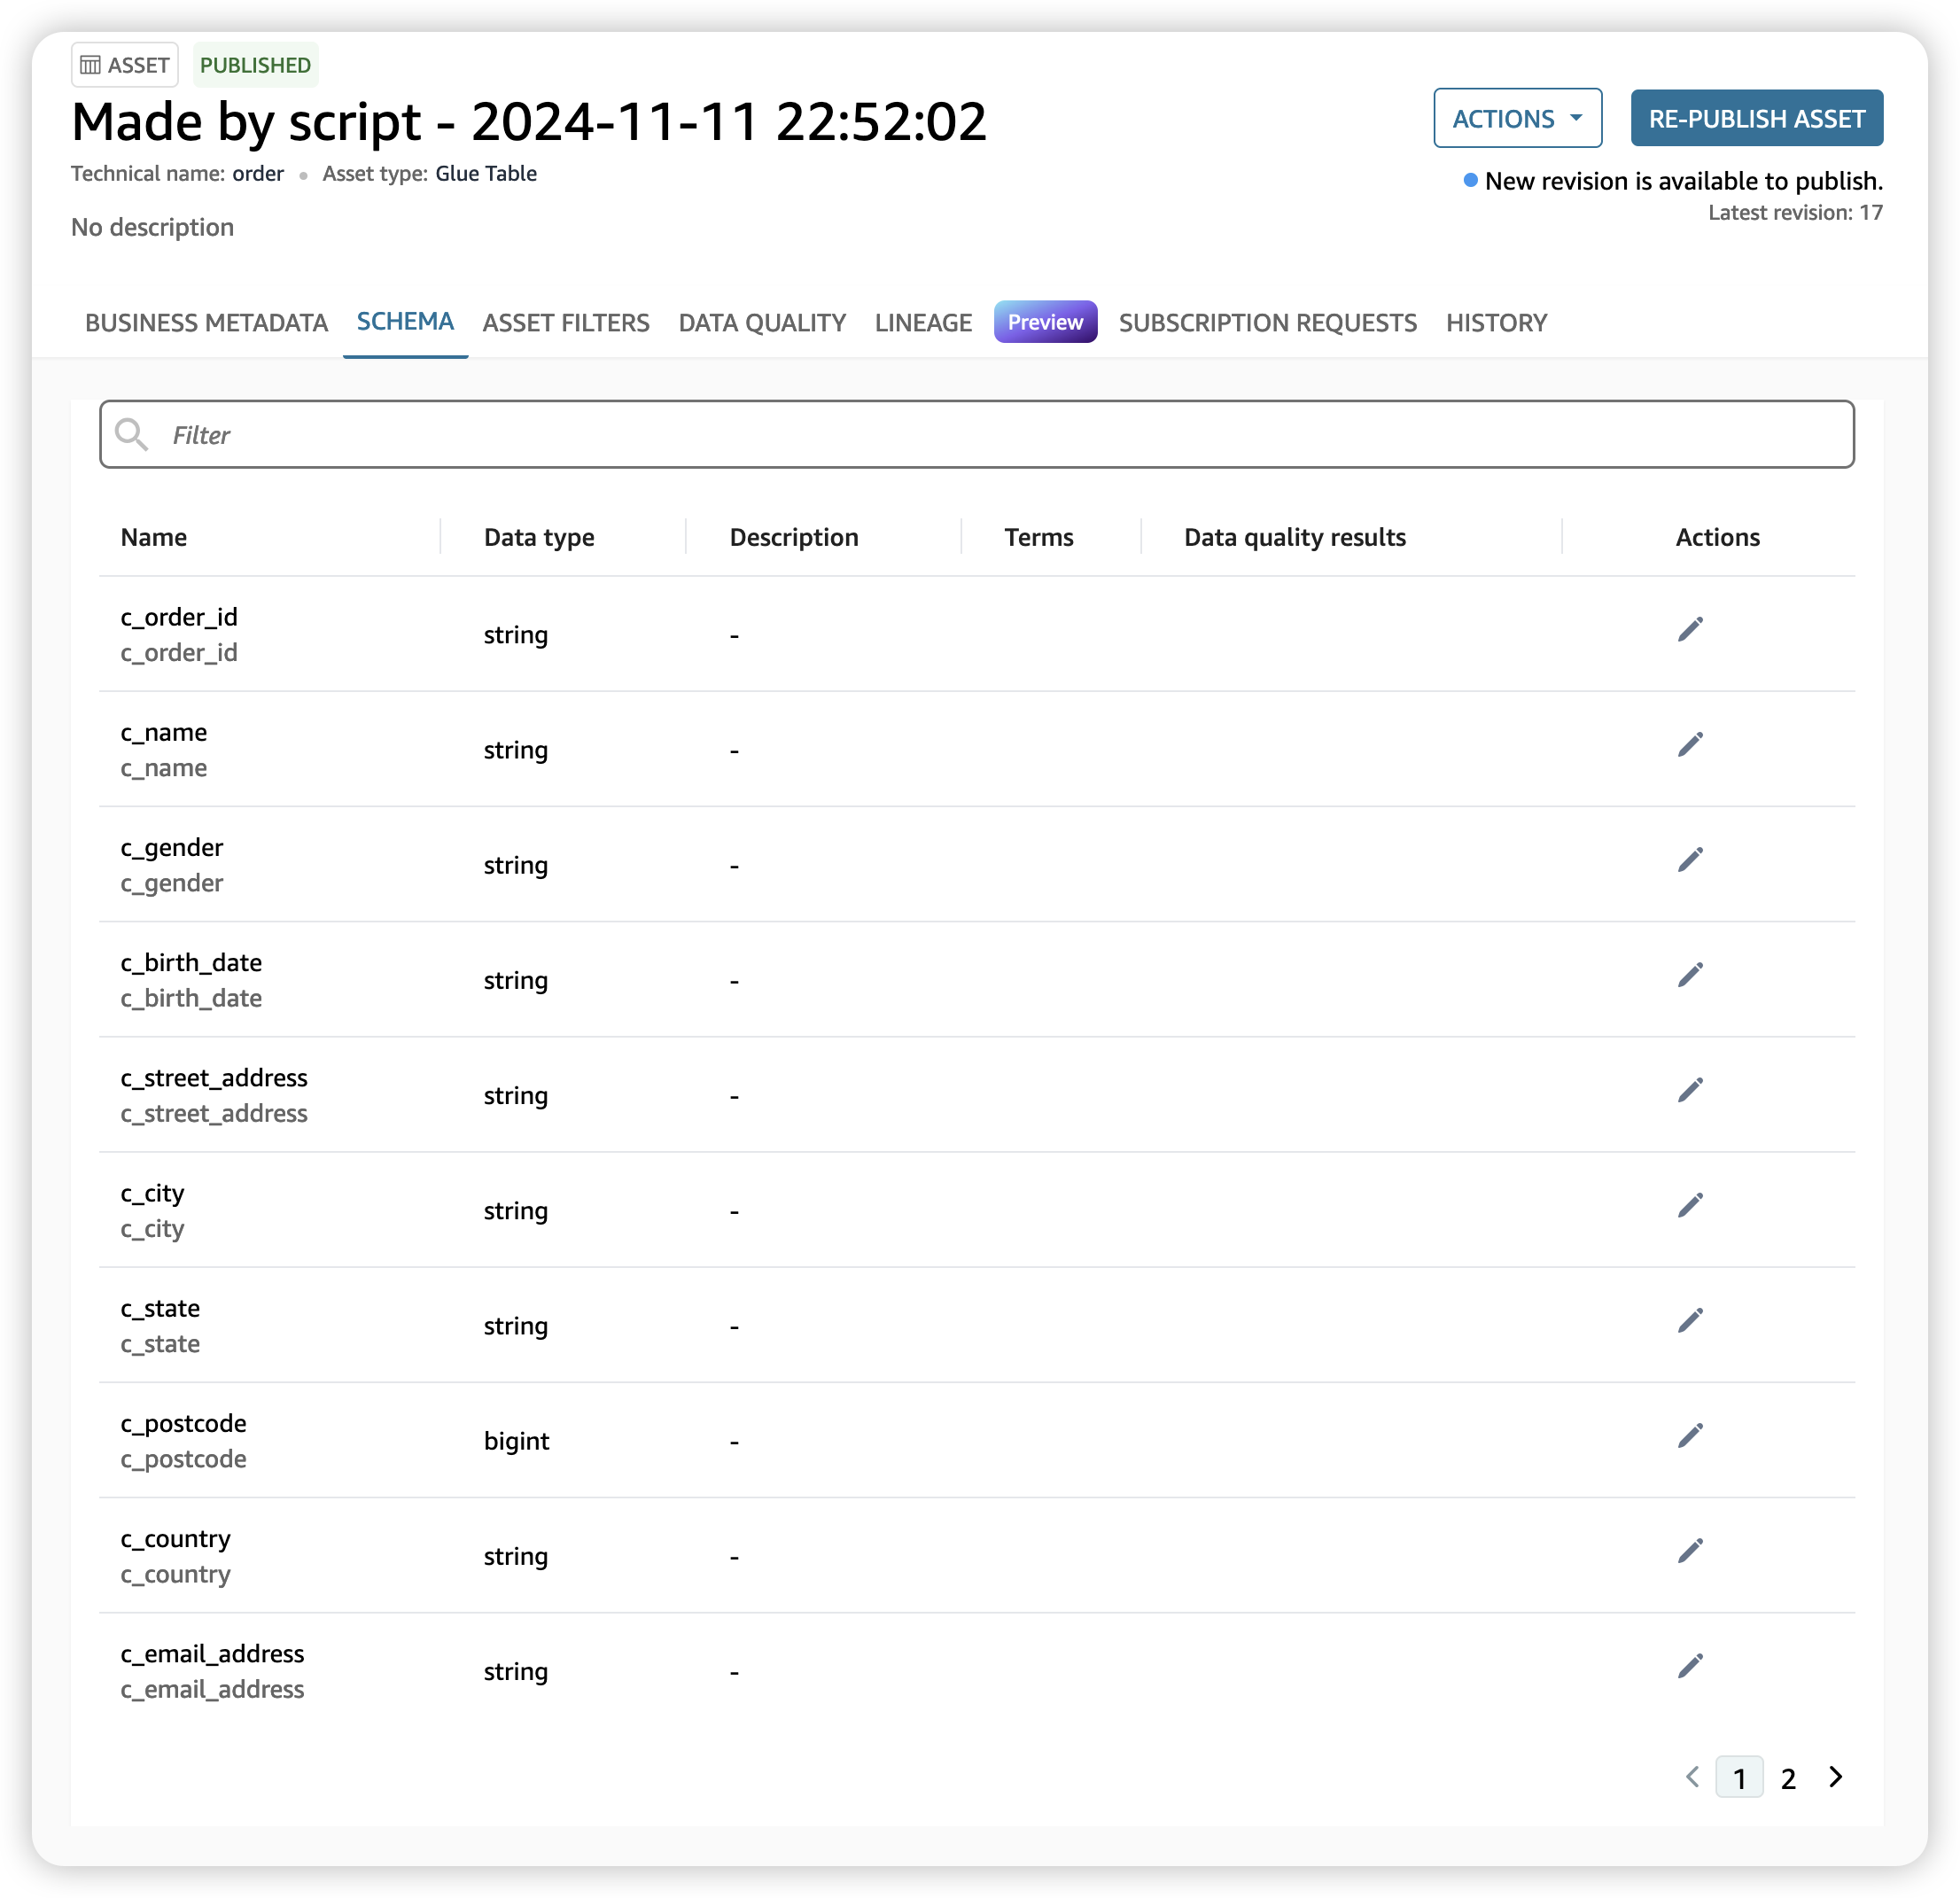 ASSET PUBLISHED
Made by script - 2024-11-11 22:52:02
Technical name: order • Asset type: Glue Table
No description
ACTIONS RE-PUBLISH ASSET
New revision is available to publish.
Latest revision: 17
BUSINESS METADATA SCHEMA ASSET FILTERS DATA QUALITY LINEAGE Preview SUBSCRIPTION REQUESTS HISTORY
Filter
Name Data type Description Terms Data quality results Actions
c_order_id
c_order_id
string -
c_name
c_name
string -
c_gender
c_gender
string -
c_birth_date
c_birth_date
string -
c_street_address
c_street_address
string -
c_city
c_city
string -
c_state
c_state
string -
c_postcode
c_postcode
bigint -
c_country
c_country
string -
c_email_address
c_email_address
string -
1 2